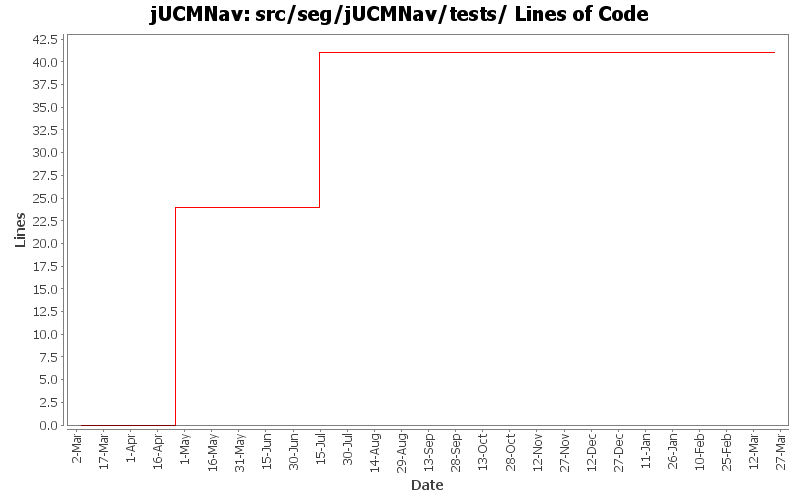 jUCMNav: src/seg/jUCMNav/tests/ Lines of Code
42.5
40.0
37.5
35.0
32.5
30.0
27.5
25.0
22.5
20.0
17.5
15.0
12.5
10.0
7.5
5.0
2.5
0.0
Lines
2-Mar
17-Mar
1-Apr
16-Apr
1-May
16-May
31-May
15-Jun
30-Jun
15-Jul
30-Jul
14-Aug
29-Aug
13-Sep
28-Sep
13-Oct
28-Oct
12-Nov
27-Nov
12-Dec
27-Dec
11-Jan
26-Jan
10-Feb
25-Feb
12-Mar
27-Mar
Date